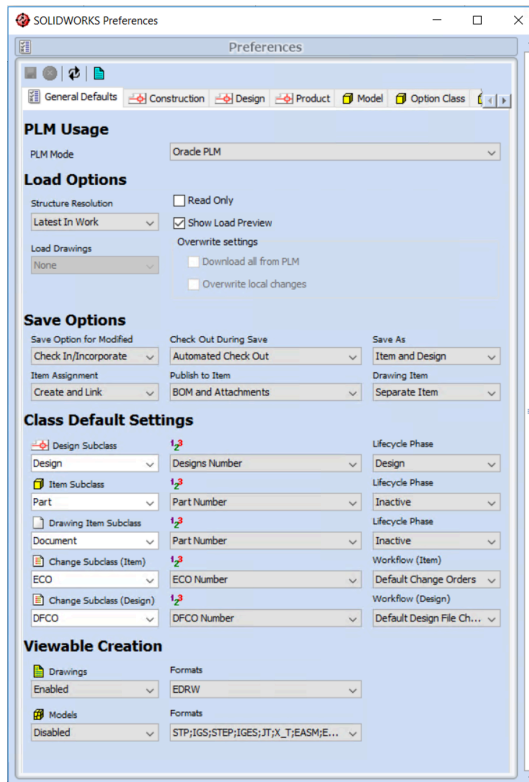 SOLIDWORKS Preferences
Preferences
General Defaults Construction Design Product Model Option Class
PLM Usage
PLM Mode Oracle PLM
Load Options
Structure Resolution Read Only
Latest In Work Show Load Preview
Load Drawings Overwrite settings
None Download all from PLM
Overwrite local changes
Save Options
Save Option for Modified Check Out During Save Save As
Check In/Incorporate Automated Check Out Item and Design
Item Assignment Publish to Item Drawing Item
Create and Link BOM and Attachments Separate Item
Class Default Settings
Design Subclass 123 Lifecycle Phase
Design Designs Number Design
Item Subclass 123 Lifecycle Phase
Part Part Number Inactive
Drawing Item Subclass 123 Lifecycle Phase
Document Part Number Inactive
Change Subclass (Item) 123 Workflow (Item)
ECO ECO Number Default Change Orders
Change Subclass (Design) 123 Workflow (Design)
DFCO DFCO Number Default Design File Ch...
Viewable Creation
Drawings Formats
Enabled EDRW
Models Formats
Disabled STP;IGS;STEP;IGES;JT;X_T;EASM;E...